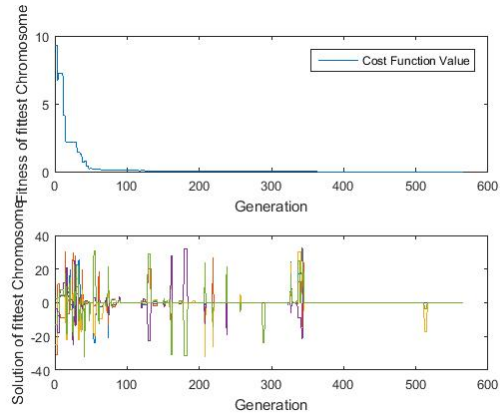 Fitness of fittest Chromosome
10
5
0
Cost Function Value
0 100 200 300 400 500 600
Generation
Solution of fittest Chromosome
40
20
0
-20
-40
0 100 200 300 400 500 600
Generation